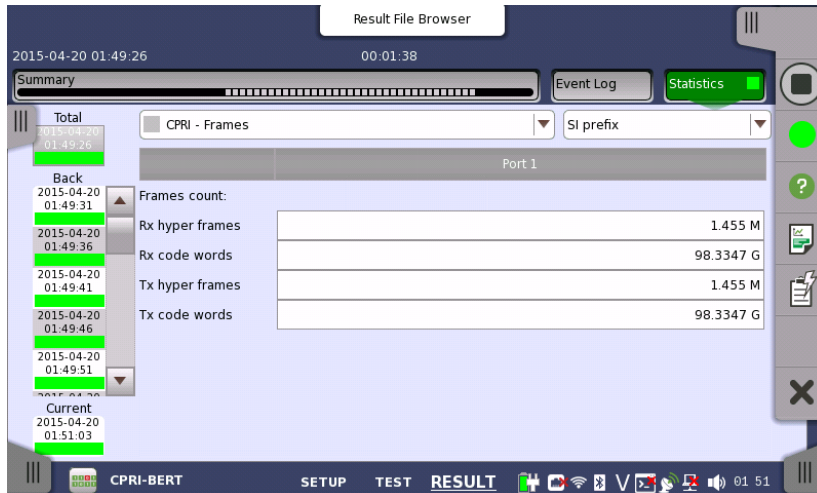 Result File Browser
2015-04-20 01:49:26 00:01:38
Summary Event Log Statistics
Total
2015-04-20
01:49:26
CPRI - Frames SI prefix
Port 1
Back
2015-04-20
01:49:31
2015-04-20
01:49:36
2015-04-20
01:49:41
2015-04-20
01:49:46
2015-04-20
01:49:51
Frames count:
Rx hyper frames 1.455 M
Rx code words 98.3347 G
Tx hyper frames 1.455 M
Tx code words 98.3347 G
Current
2015-04-20
01:51:03
CPRI-BERT SETUP TEST RESULT 01 51